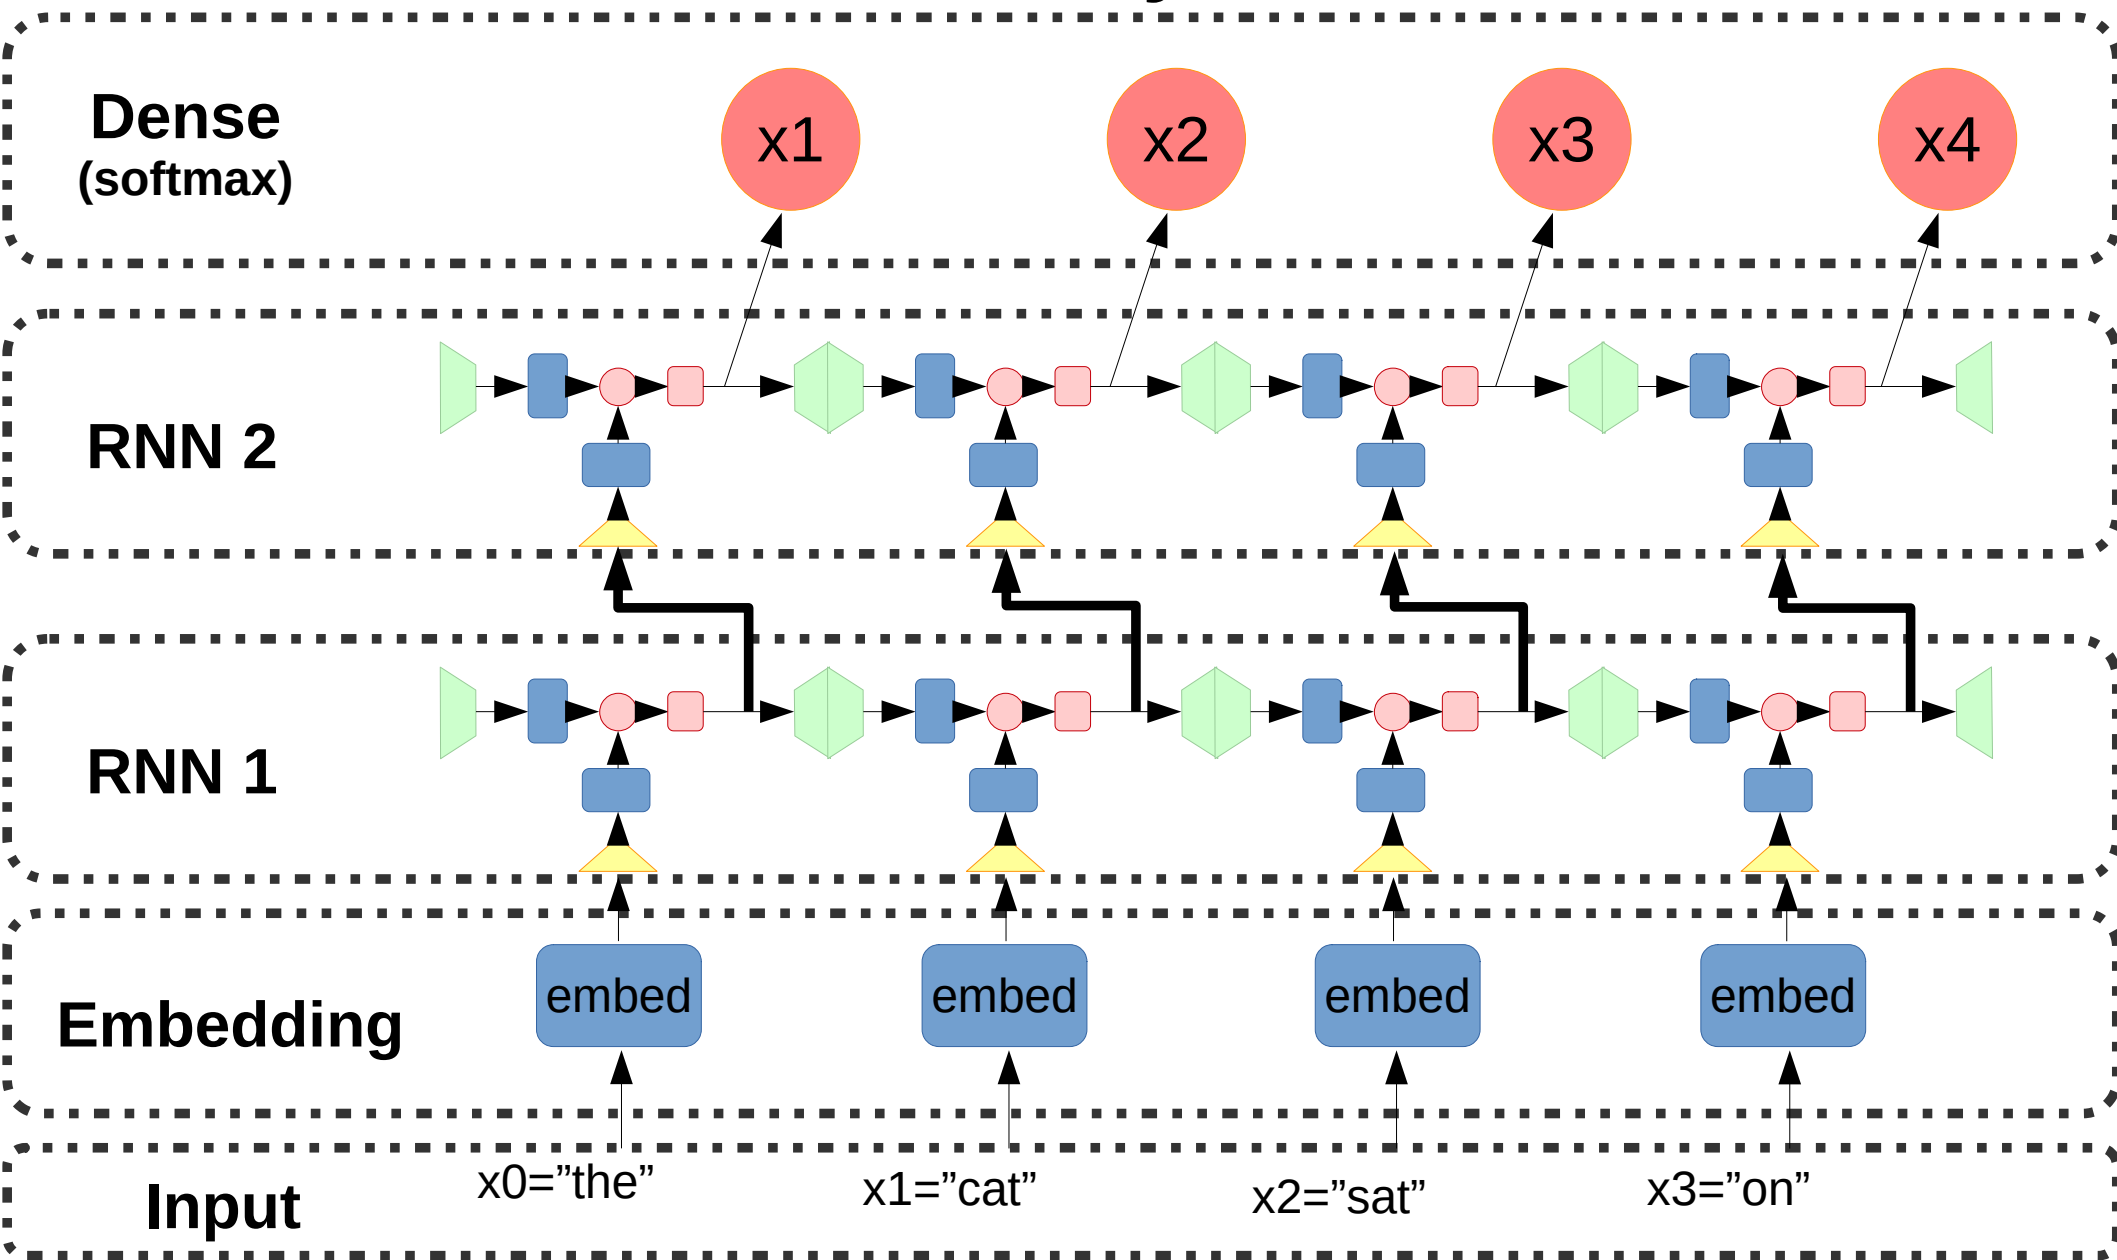 Dense
(softmax)
x1
x2
x3
x4
RNN 2
RNN 1
Embedding
embed
embed
embed
embed
Input
x0=”the”
x1=”cat”
x2=”sat”
x3=”on”